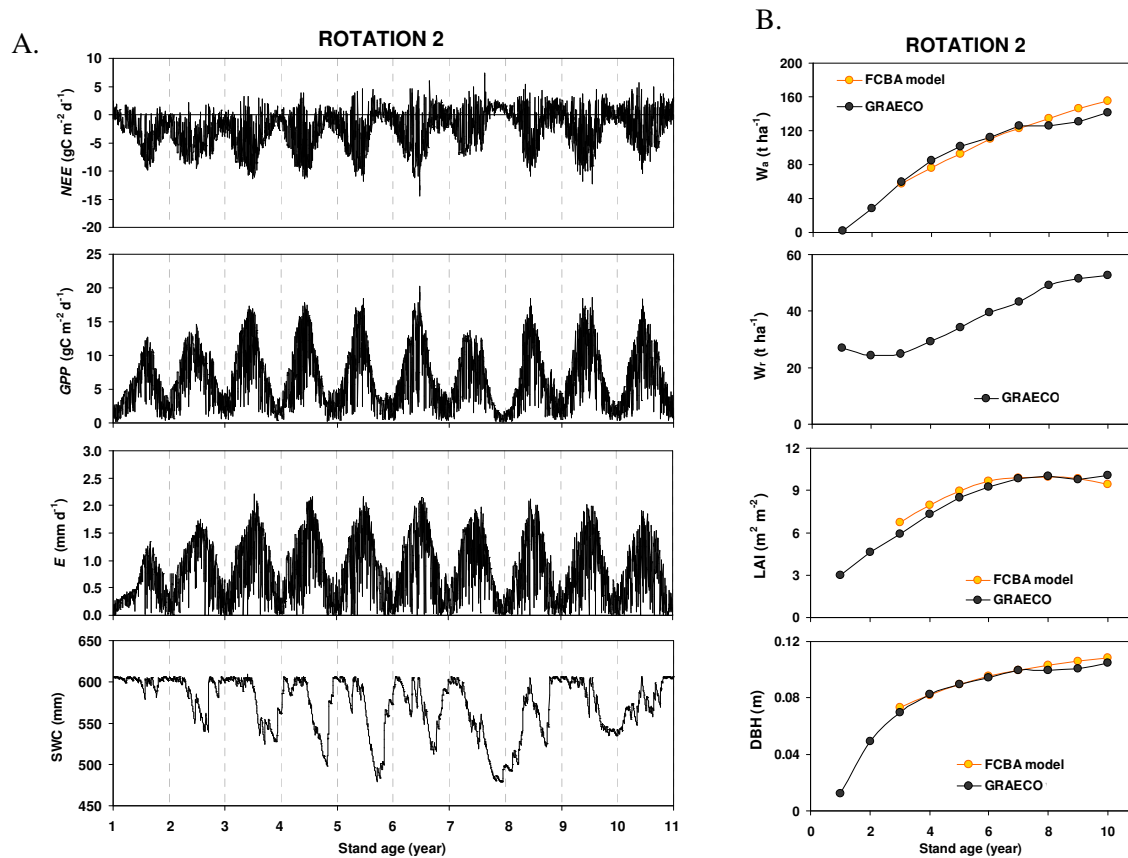 A.
ROTATION 2
10
5
0
-5
-10
-15
-20
NEE (gC m⁻² d⁻¹)
25
20
15
10
5
0
GPP (gC m⁻² d⁻¹)
3.0
2.5
2.0
1.5
1.0
0.5
0.0
E (mm d⁻¹)
650
600
550
500
450
SWC (mm)
1 2 3 4 5 6 7 8 9 10 11
Stand age (year)
B.
ROTATION 2
200
160
120
80
40
0
Wₐ (t ha⁻¹)
FCBA model
GRAECO
60
40
20
0
Wᵣ (t ha⁻¹)
GRAECO
12
9
6
3
0
LAI (m² m⁻²)
FCBA model
GRAECO
0.12
0.08
0.04
0
DBH (m)
FCBA model
GRAECO
0 2 4 6 8 10
Stand age (year)